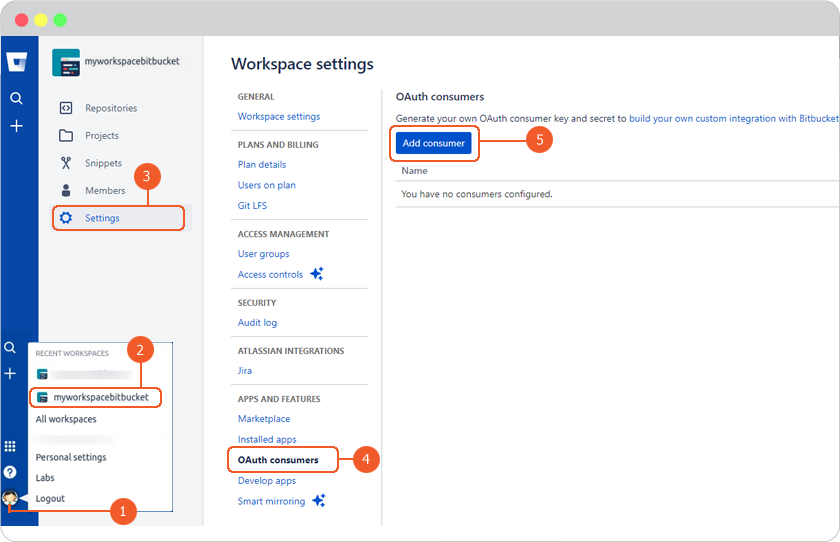 myworkspacebitbucket
Repositories
Projects
Snippets
Members
3
Settings
2
RECENT WORKSPACES
myworkspacebitbucket
All workspaces
Personal settings
Labs
Logout
?
1
Workspace settings
GENERAL
Workspace settings
PLANS AND BILLING
Plan details
Users on plan
Git LFS
ACCESS MANAGEMENT
User groups
Access controls
SECURITY
Audit log
ATLASSIAN INTEGRATIONS
Jira
APPS AND FEATURES
Marketplace
Installed apps
OAuth consumers
4
Develop apps
Smart mirroring
OAuth consumers
Generate your own OAuth consumer key and secret to build your own custom integration with Bitbucket
Add consumer
5
Name
You have no consumers configured.